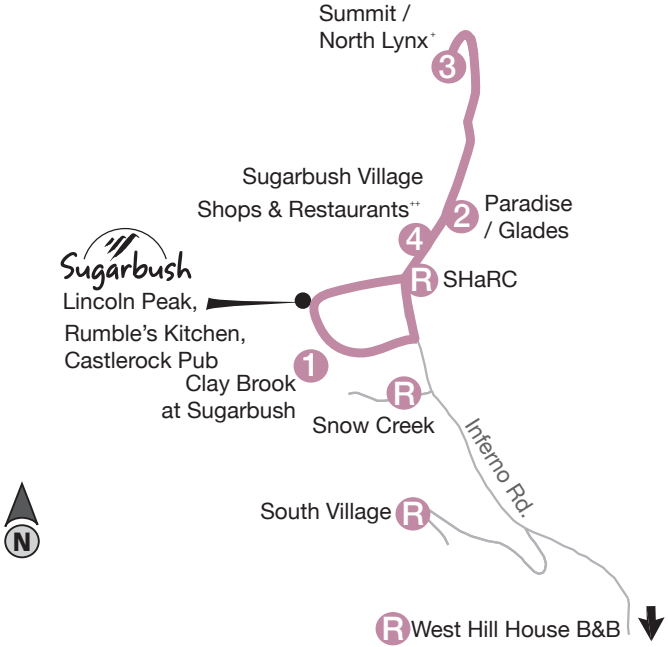 Summit /
North Lynx+
3
Sugarbush Village
Shops & Restaurants++
Paradise
/ Glades
2
4
R SHaRC
Sugarbush
Lincoln Peak,
Rumble's Kitchen,
Castlerock Pub
1
Clay Brook
at Sugarbush
R
Snow Creek
Inferno Rd.
South Village R
N
R West Hill House B&B